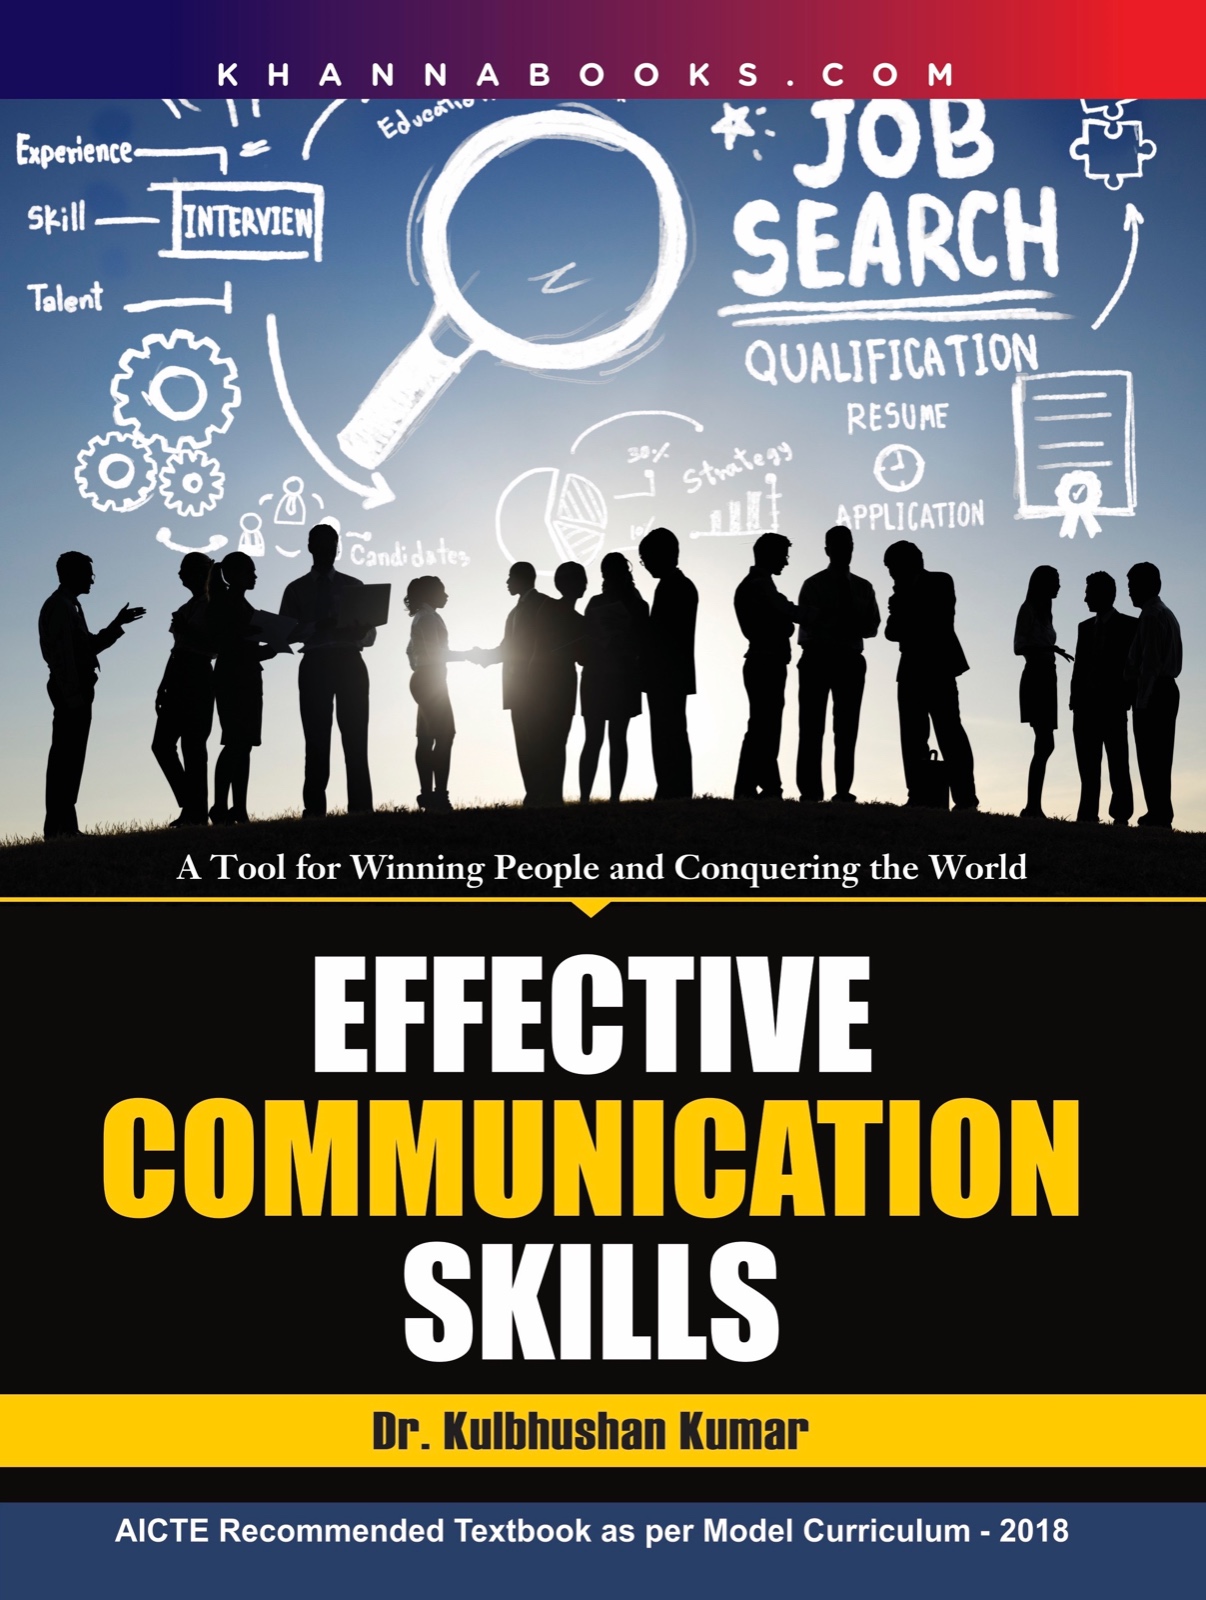 KHANNABOOKS.COM
Experience
Skill
INTERVIEW
Talent
JOB
SEARCH
QUALIFICATION
RESUME
APPLICATION
30%
Strategy
10%
Candidates
A Tool for Winning People and Conquering the World
EFFECTIVE
COMMUNICATION
SKILLS
Dr. Kulbhushan Kumar
AICTE Recommended Textbook as per Model Curriculum - 2018